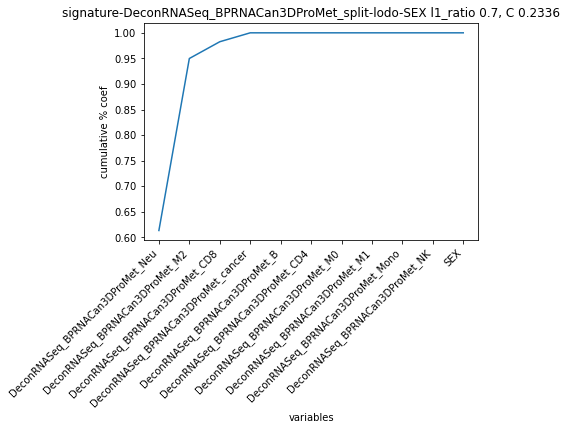 signature-DeconRNASeq_BPRNACan3DProMet_split-lodo-SEX l1_ratio 0.7, C 0.2336
1.00
0.95
0.90
0.85
0.80
0.75
0.70
0.65
0.60
cumulative % coef
DeconRNASeq_BPRNACan3DProMet_Neu
DeconRNASeq_BPRNACan3DProMet_M2
DeconRNASeq_BPRNACan3DProMet_CD8
DeconRNASeq_BPRNACan3DProMet_cancer
DeconRNASeq_BPRNACan3DProMet_B
DeconRNASeq_BPRNACan3DProMet_CD4
DeconRNASeq_BPRNACan3DProMet_M0
DeconRNASeq_BPRNACan3DProMet_M1
DeconRNASeq_BPRNACan3DProMet_Mono
DeconRNASeq_BPRNACan3DProMet_NK
SEX
variables